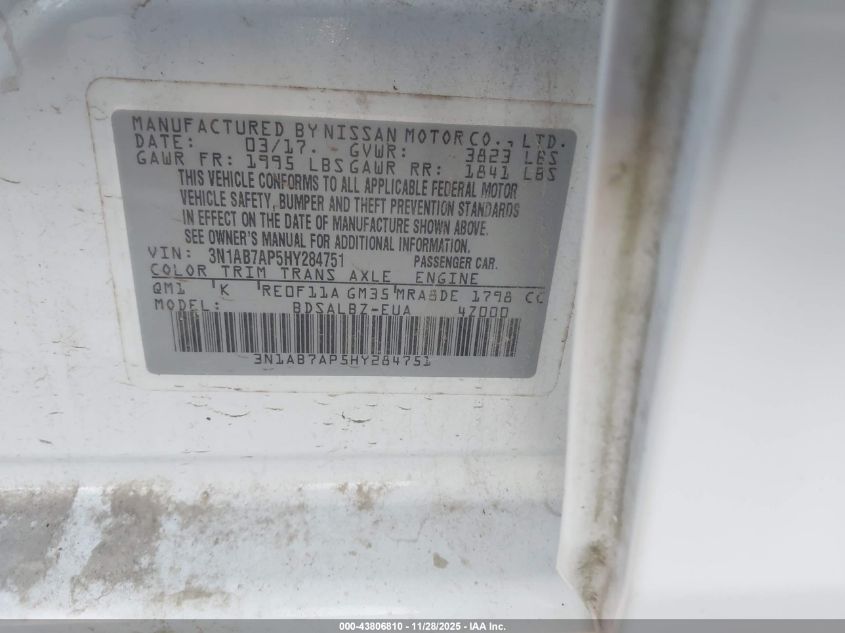 MANUFACTURED BY NISSAN MOTOR CO., LTD.
DATE: 03/17. GVWR: 3823 LBS
GAWR FR: 1995 LBS GAWR RR: 1841 LBS
THIS VEHICLE CONFORMS TO ALL APPLICABLE FEDERAL MOTOR
VEHICLE SAFETY, BUMPER AND THEFT PREVENTION STANDARDS
IN EFFECT ON THE DATE OF MANUFACTURE SHOWN ABOVE.
SEE OWNER'S MANUAL FOR ADDITIONAL INFORMATION.
VIN: 3N1AB7AP5HY284751 PASSENGER CAR.
COLOR TRIM TRANS AXLE ENGINE
QM1 K RE0F11A GM35 MRA8DE 1798 CC
MODEL: BDSALBZ-EUA 4Z000
3N1AB7AP5HY284751
000-43806810 - 11/28/2025 - IAA Inc.